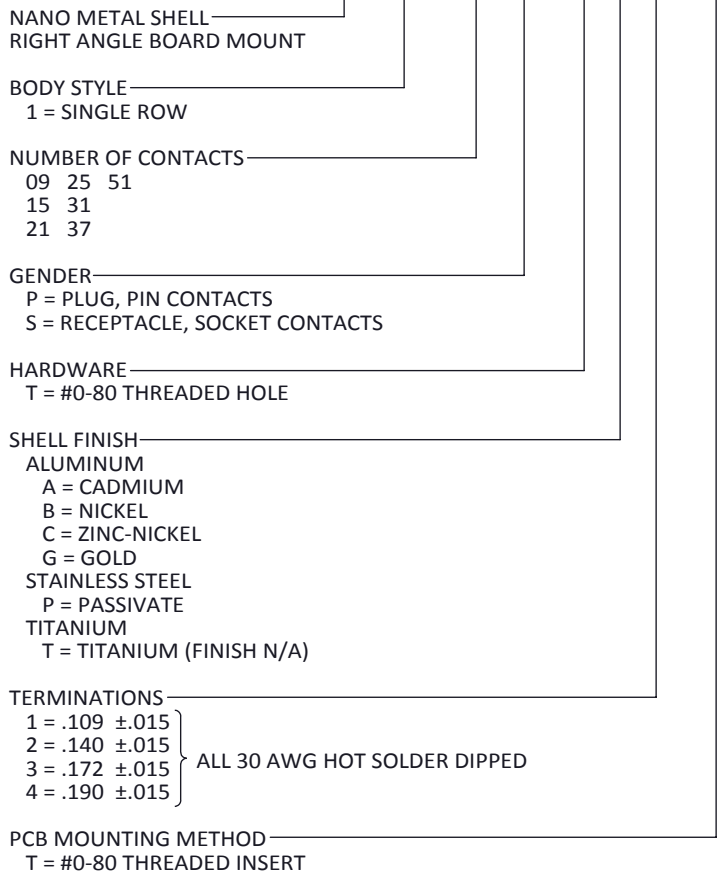 NANO METAL SHELL
RIGHT ANGLE BOARD MOUNT
BODY STYLE
1 = SINGLE ROW
NUMBER OF CONTACTS
09 25 51
15 31
21 37
GENDER
P = PLUG, PIN CONTACTS
S = RECEPTACLE, SOCKET CONTACTS
HARDWARE
T = #0-80 THREADED HOLE
SHELL FINISH
ALUMINUM
A = CADMIUM
B = NICKEL
C = ZINC-NICKEL
G = GOLD
STAINLESS STEEL
P = PASSIVATE
TITANIUM
T = TITANIUM (FINISH N/A)
TERMINATIONS
1 = .109 ±.015
2 = .140 ±.015
ALL 30 AWG HOT SOLDER DIPPED
3 = .172 ±.015
4 = .190 ±.015
PCB MOUNTING METHOD
T = #0-80 THREADED INSERT